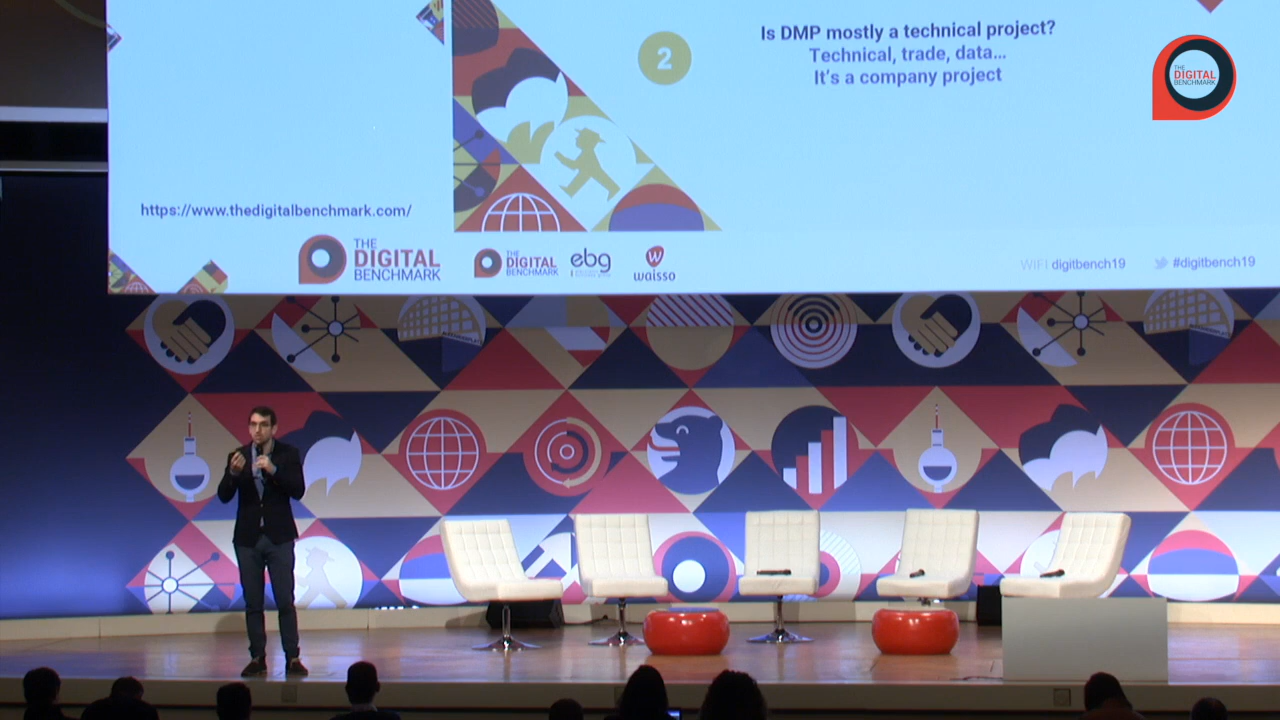 2
Is DMP mostly a technical project?
Technical, trade, data...
It's a company project
THE
DIGITAL
BENCHMARK
https://www.thedigitalbenchmark.com/
THE
DIGITAL
BENCHMARK
THE
DIGITAL
BENCHMARK
ebg
waisso
WIFI digitbench19
#digitbench19